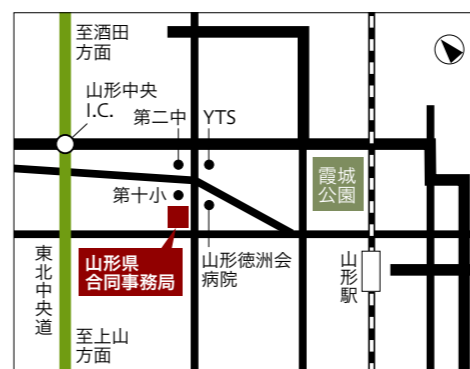 至酒田
方面
山形中央
I.C.
第二中
YTS
霞城
公園
第十小
山形県
合同事務局
山形徳洲会
病院
山形駅
東北中央道
至上山
方面